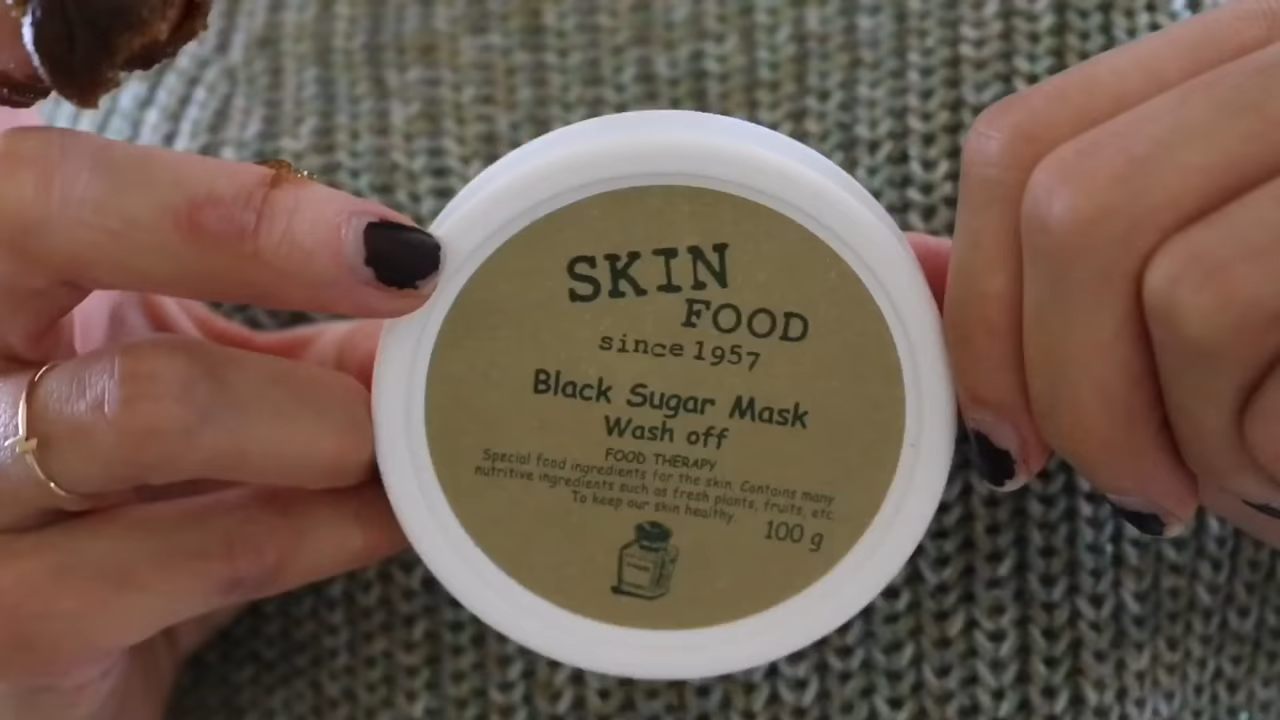 SKIN
FOOD
since 1957
Black Sugar Mask
Wash off
FOOD THERAPY
Special food ingredients for the skin. Contains many
nutritive ingredients such as fresh plants, fruits, etc.
To keep our skin healthy.
100 g